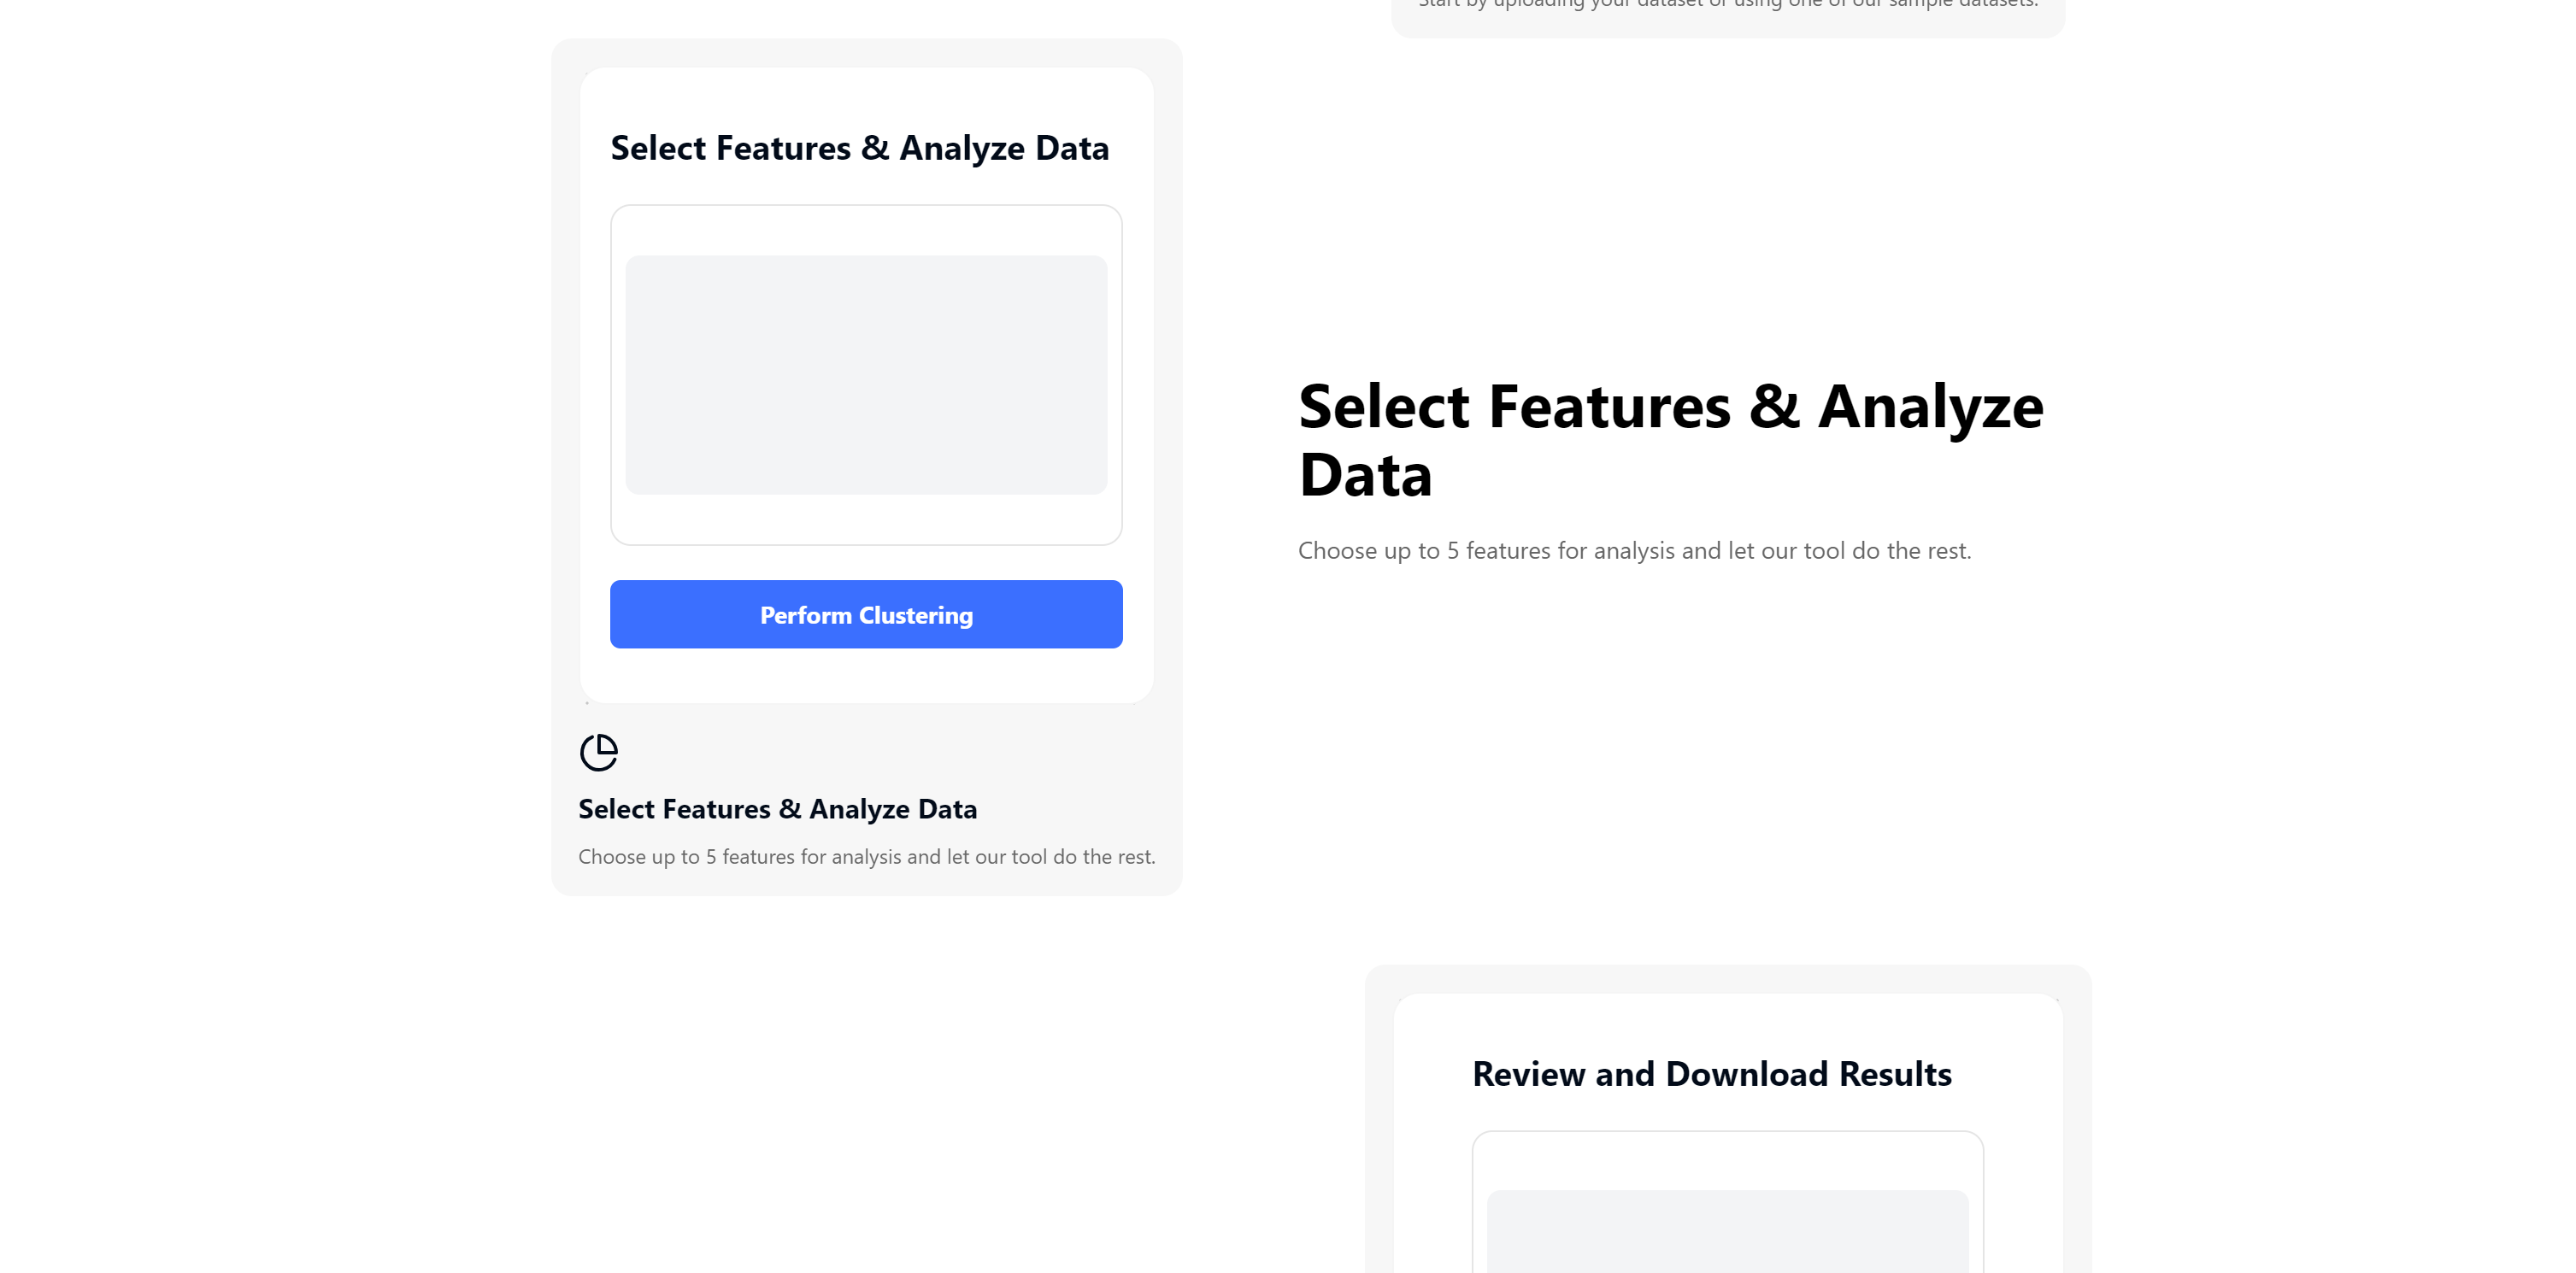 Start by uploading your dataset or using one of our sample datasets.
Select Features & Analyze Data
Perform Clustering
Select Features & Analyze Data
Choose up to 5 features for analysis and let our tool do the rest.
Select Features & Analyze
Data
Choose up to 5 features for analysis and let our tool do the rest.
Review and Download Results